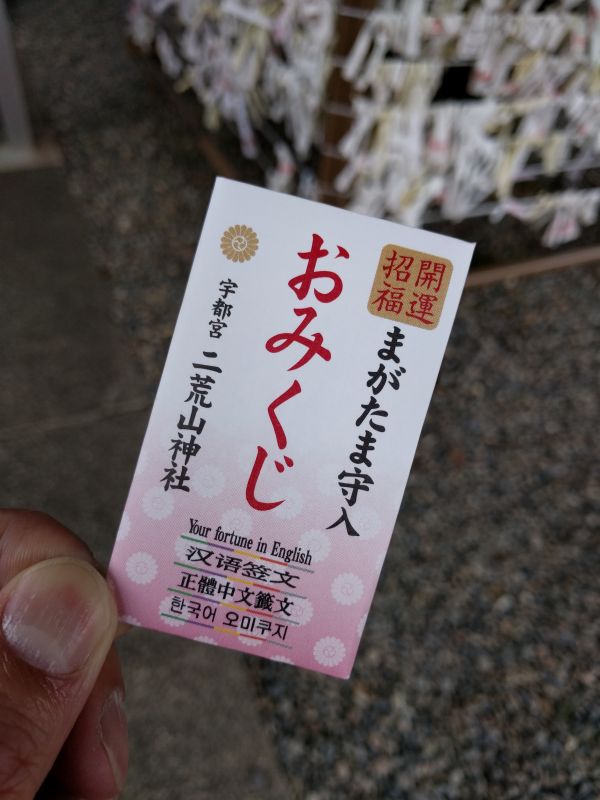 開運
招福
まがたま守入
おみくじ
宇都宮 二荒山神社
Your fortune in English
汉语签文
正體中文籤文
한국어 오미쿠지